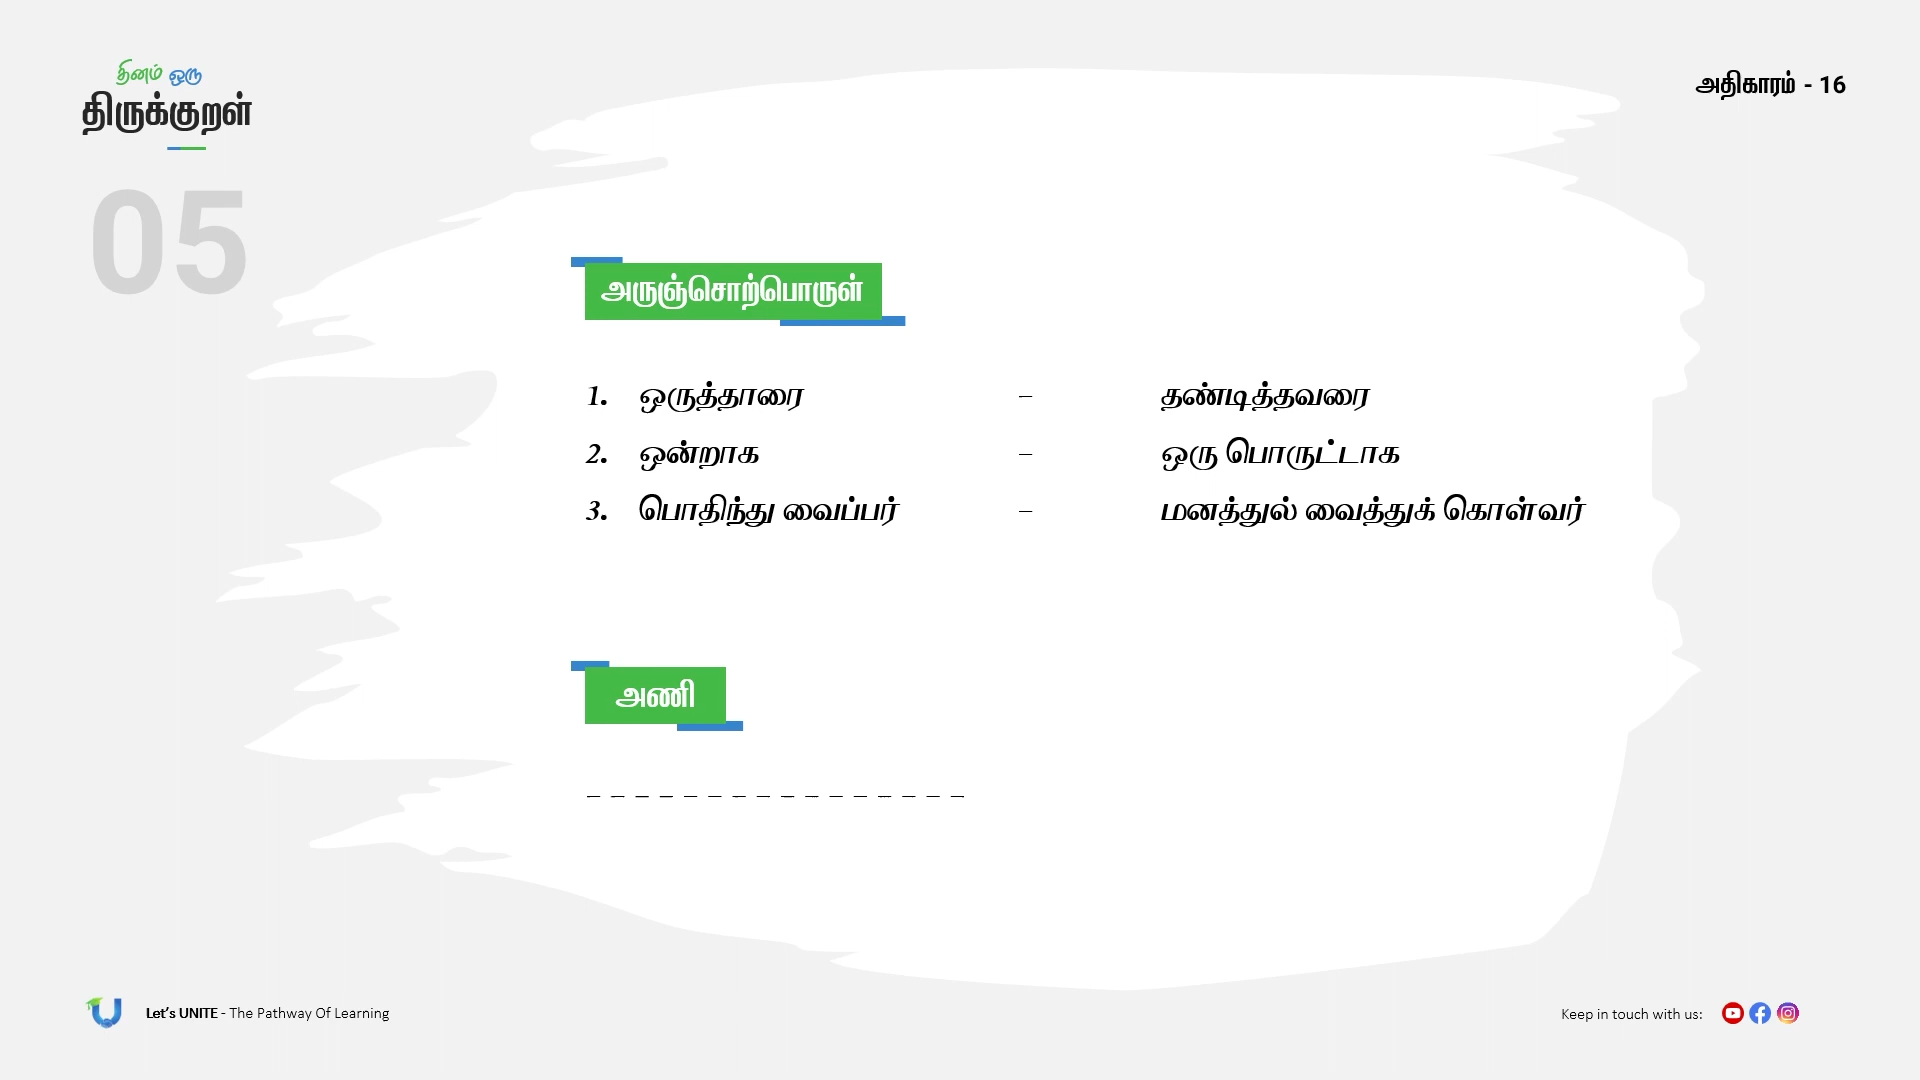 தினம் ஒரு
திருக்குறள்
அதிகாரம் - 16
05
அருஞ்சொற்பொருள்
1. ஒருத்தாரை – தண்டித்தவரை
2. ஒன்றாக – ஒரு பொருட்டாக
3. பொதிந்து வைப்பர் – மனத்துல் வைத்துக் கொள்வர்
அணி
_ _ _ _ _ _ _ _ _ _ _ _ _ _ _ _
Let's UNITE - The Pathway Of Learning
Keep in touch with us: